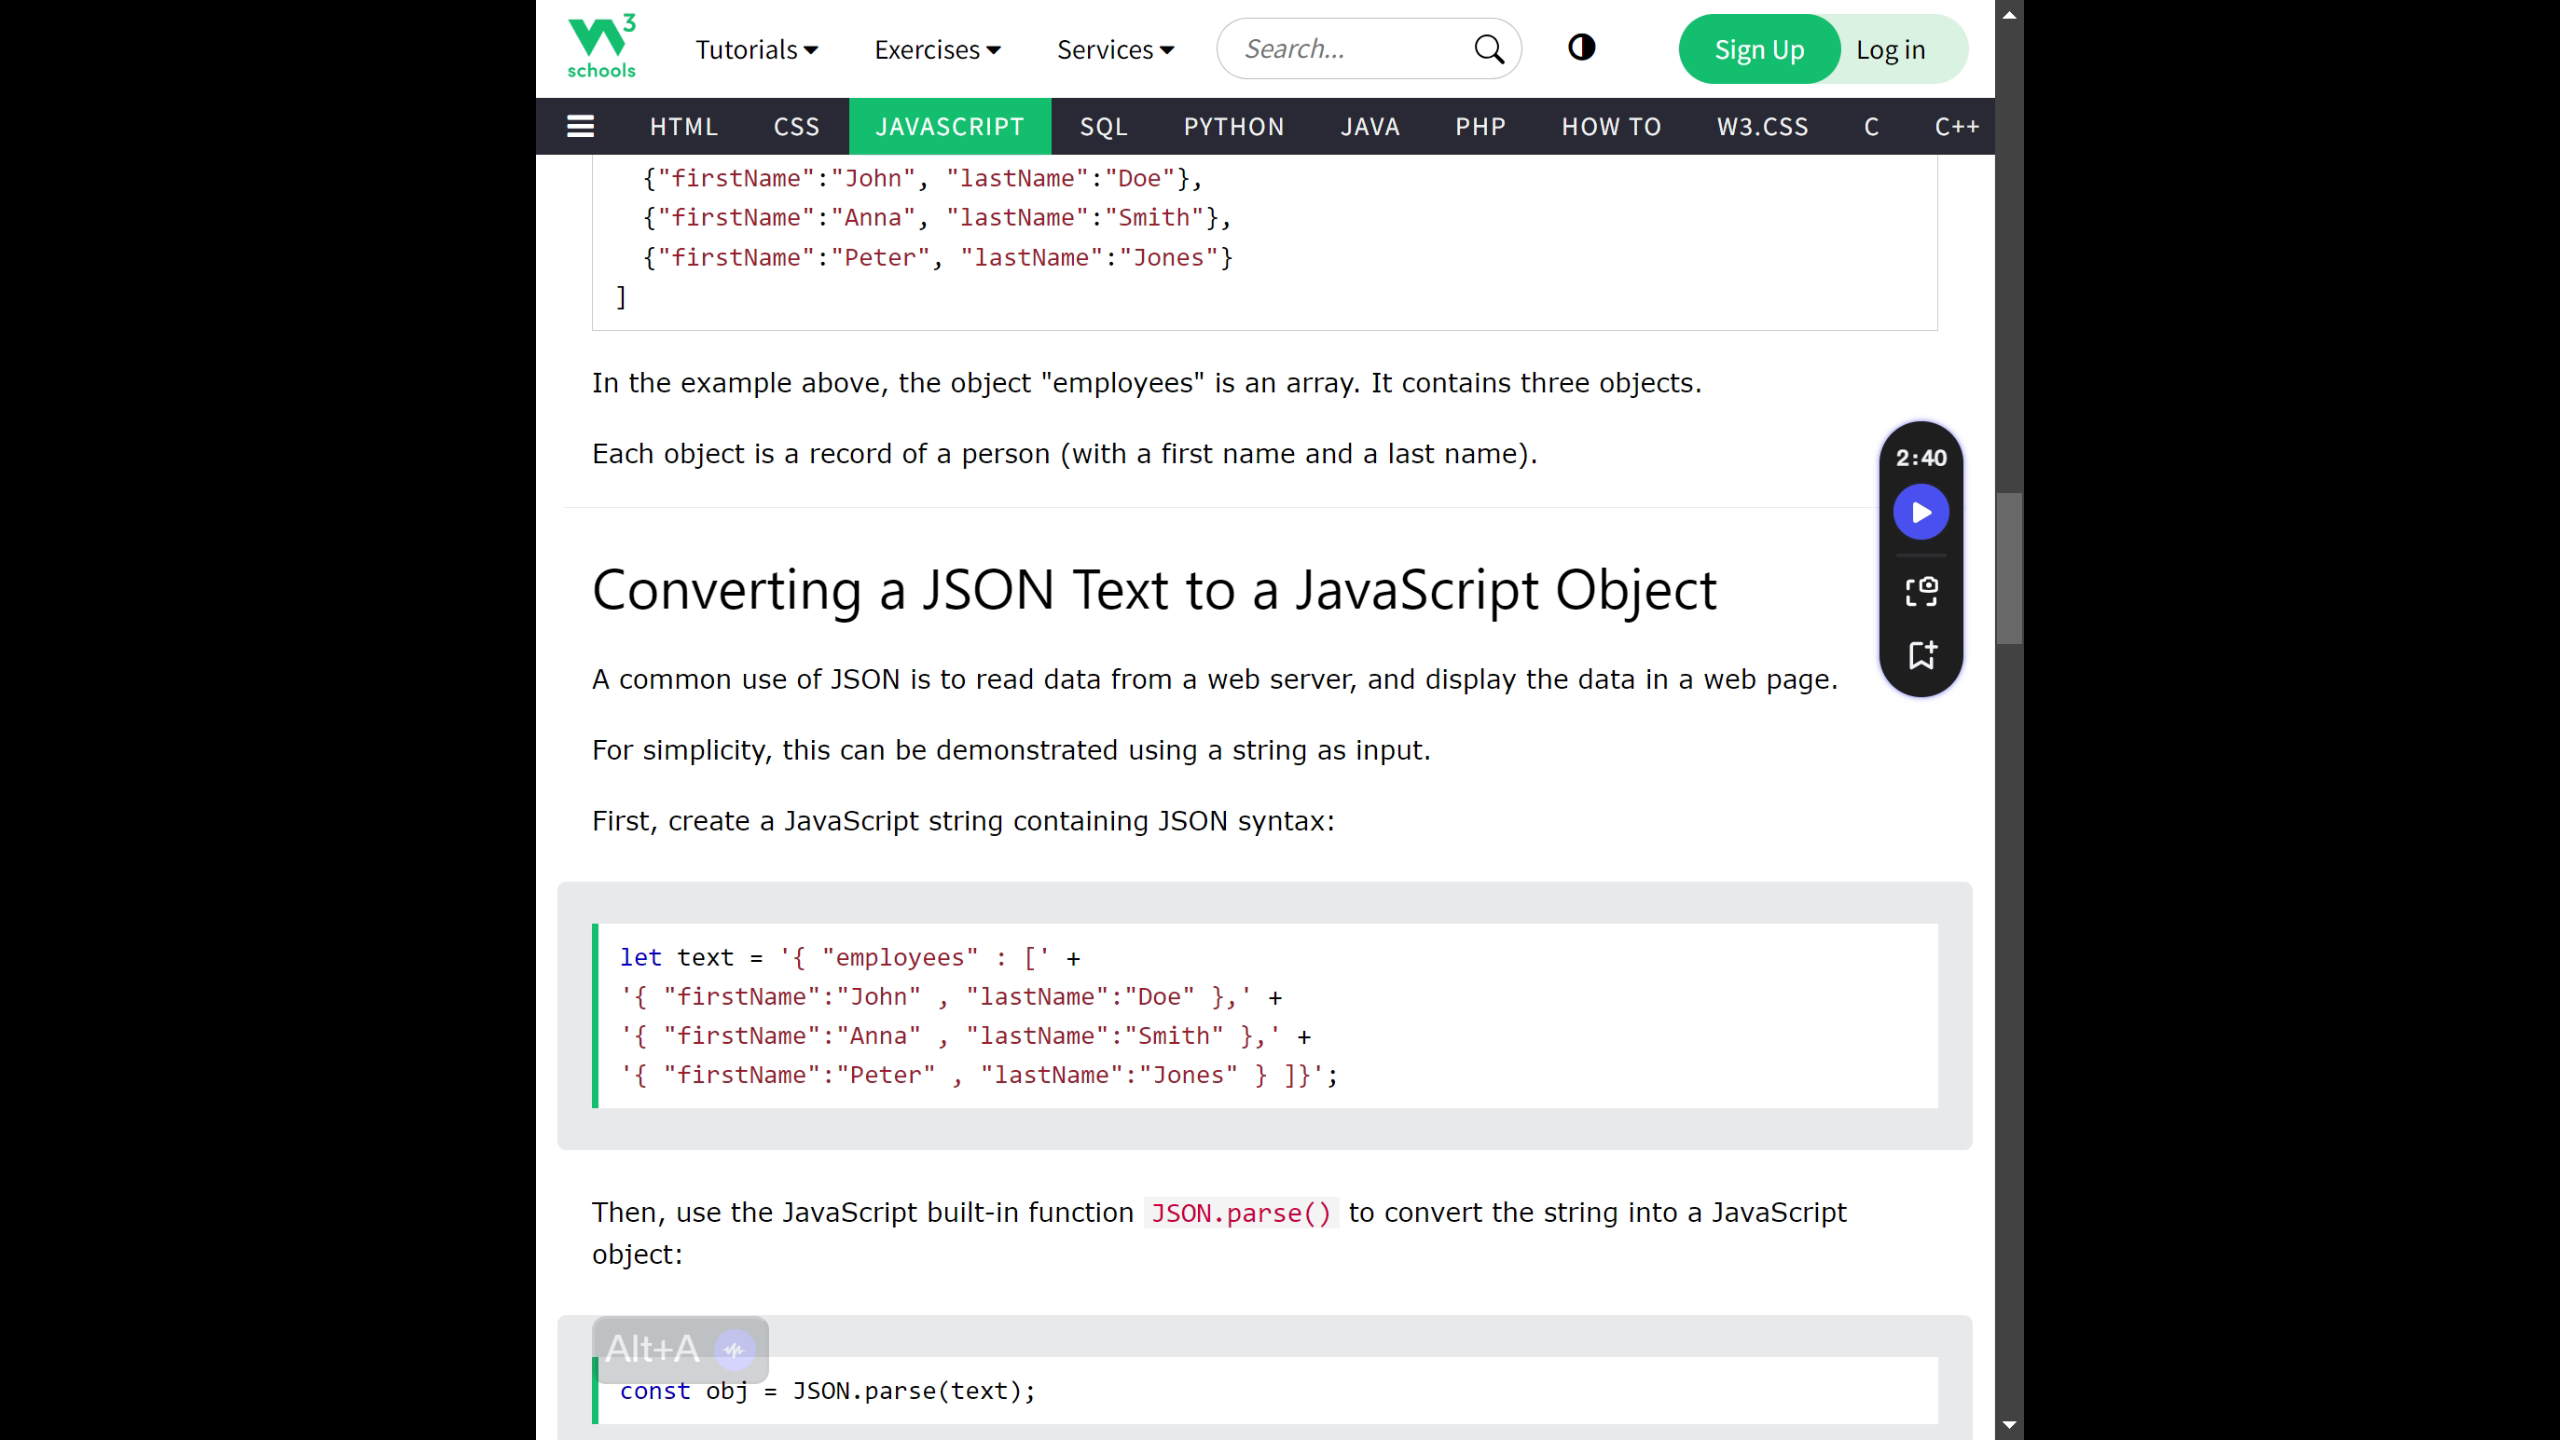 W3 schools
Tutorials Exercises Services Search... Sign Up Log in
HTML CSS JAVASCRIPT SQL PYTHON JAVA PHP HOW TO W3.CSS C C++
{"firstName":"John", "lastName":"Doe"},
{"firstName":"Anna", "lastName":"Smith"},
{"firstName":"Peter", "lastName":"Jones"}
]
In the example above, the object "employees" is an array. It contains three objects.
Each object is a record of a person (with a first name and a last name).
2:40
Converting a JSON Text to a JavaScript Object
A common use of JSON is to read data from a web server, and display the data in a web page.
For simplicity, this can be demonstrated using a string as input.
First, create a JavaScript string containing JSON syntax:
let text = '{ "employees" : [' +
'{ "firstName":"John" , "lastName":"Doe" },' +
'{ "firstName":"Anna" , "lastName":"Smith" },' +
'{ "firstName":"Peter" , "lastName":"Jones" } ]}';
Then, use the JavaScript built-in function JSON.parse() to convert the string into a JavaScript
object:
Alt+A
const obj = JSON.parse(text);